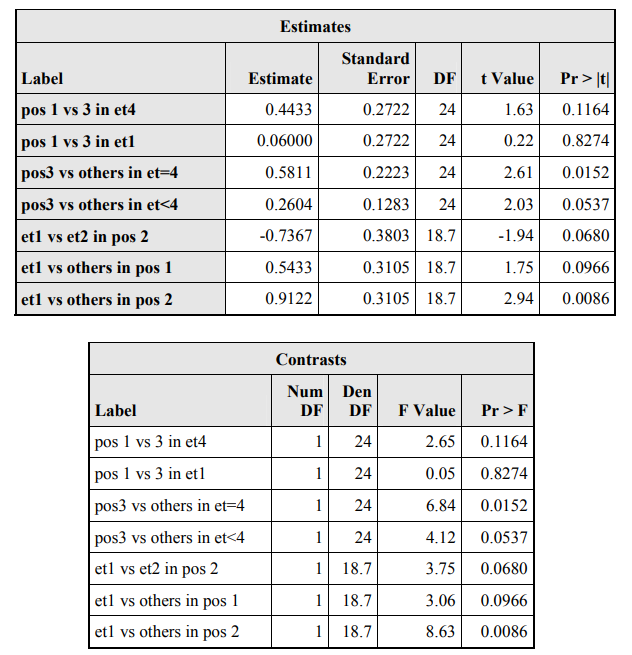 Estimates
Label Estimate Standard Error DF t Value Pr > |t|
pos 1 vs 3 in et4 0.4433 0.2722 24 1.63 0.1164
pos 1 vs 3 in et1 0.06000 0.2722 24 0.22 0.8274
pos3 vs others in et=4 0.5811 0.2223 24 2.61 0.0152
pos3 vs others in et<4 0.2604 0.1283 24 2.03 0.0537
et1 vs et2 in pos 2 -0.7367 0.3803 18.7 -1.94 0.0680
et1 vs others in pos 1 0.5433 0.3105 18.7 1.75 0.0966
et1 vs others in pos 2 0.9122 0.3105 18.7 2.94 0.0086
Contrasts
Label Num DF Den DF F Value Pr > F
pos 1 vs 3 in et4 1 24 2.65 0.1164
pos 1 vs 3 in et1 1 24 0.05 0.8274
pos3 vs others in et=4 1 24 6.84 0.0152
pos3 vs others in et<4 1 24 4.12 0.0537
et1 vs et2 in pos 2 1 18.7 3.75 0.0680
et1 vs others in pos 1 1 18.7 3.06 0.0966
et1 vs others in pos 2 1 18.7 8.63 0.0086